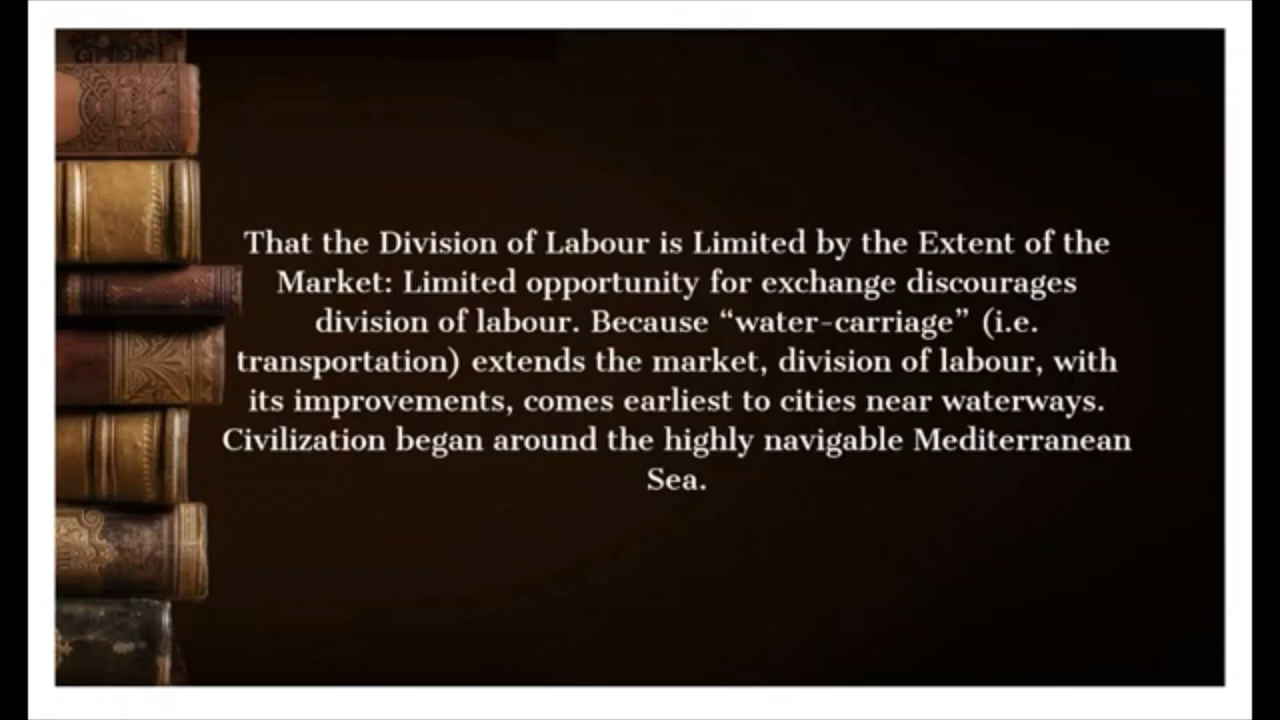 That the Division of Labour is Limited by the Extent of the
Market: Limited opportunity for exchange discourages
division of labour. Because “water-carriage” (i.e.
transportation) extends the market, division of labour, with
its improvements, comes earliest to cities near waterways.
Civilization began around the highly navigable Mediterranean
Sea.